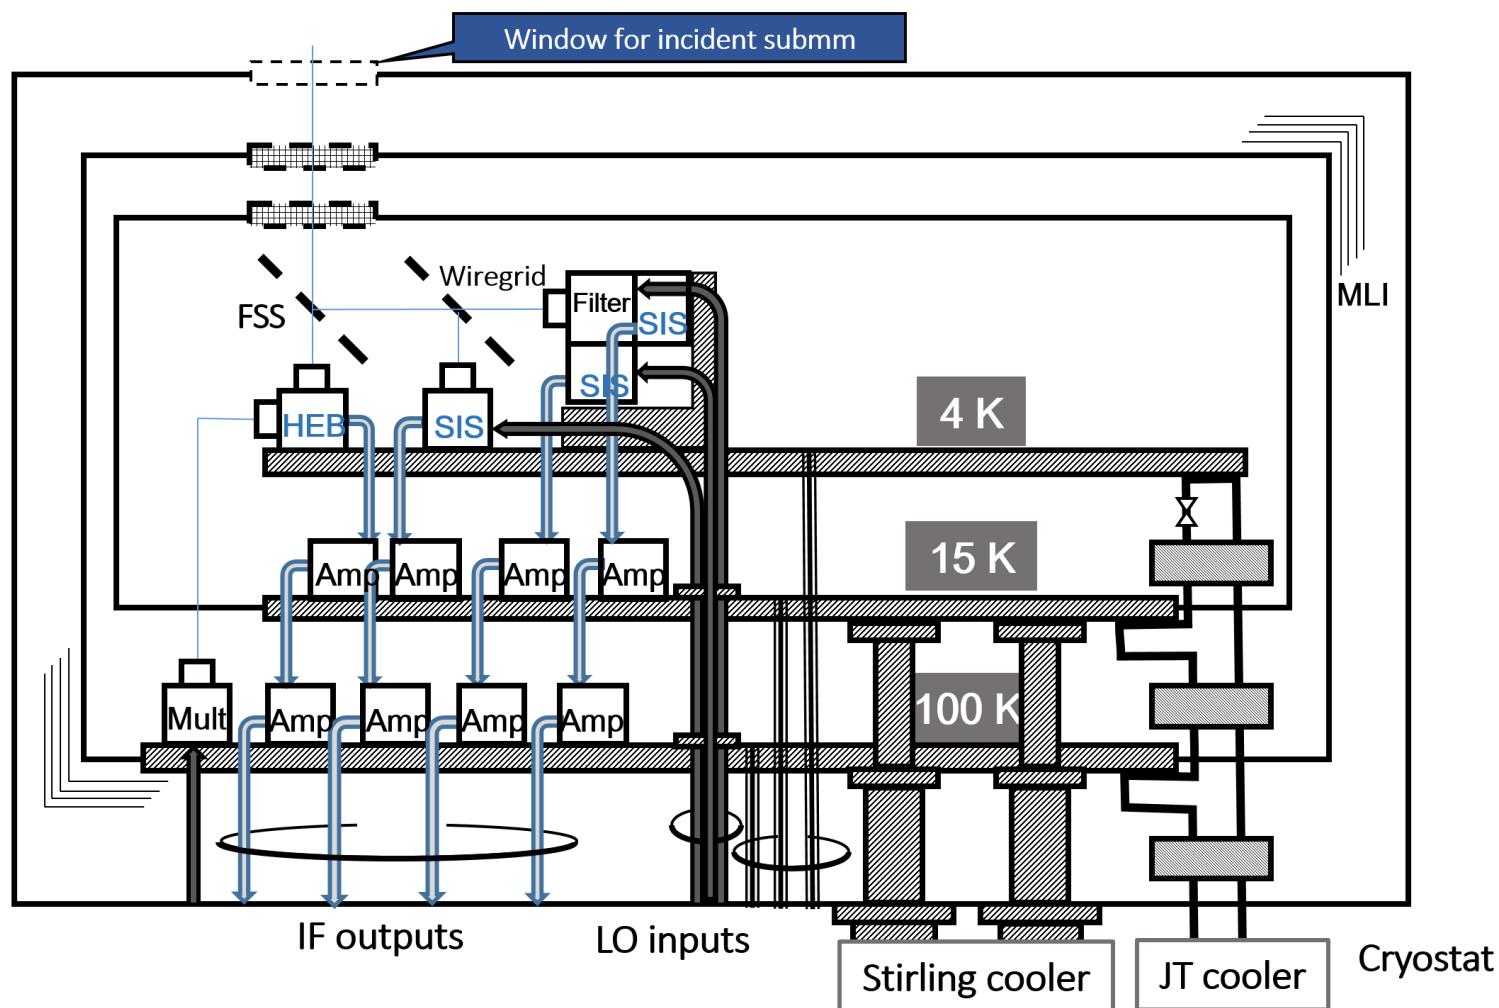 Window for incident submm
MLI
Wiregrid
FSS
Filter
SIS
SIS
HEB
SIS
4 K
15 K
Amp
Amp
Amp
Amp
100 K
Mult
Amp
Amp
Amp
Amp
IF outputs
LO inputs
Stirling cooler
JT cooler
Cryostat